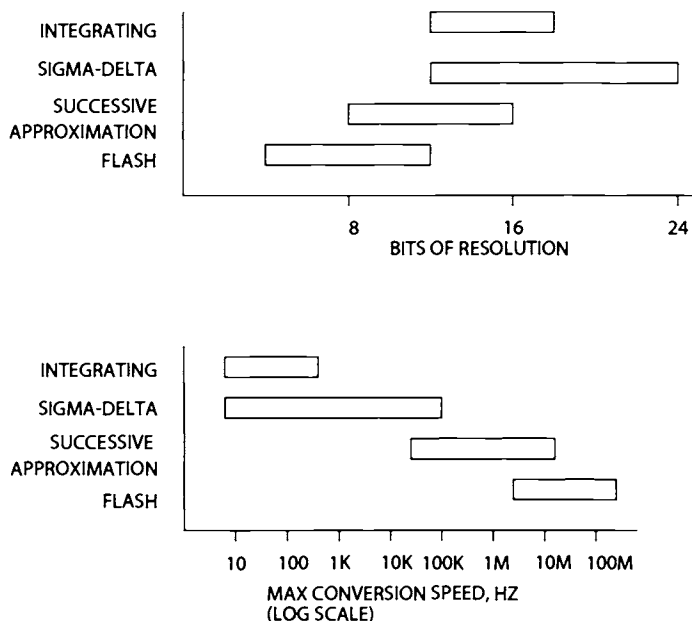 INTEGRATING
SIGMA-DELTA
SUCCESSIVE
APPROXIMATION
FLASH
8 16 24
BITS OF RESOLUTION
INTEGRATING
SIGMA-DELTA
SUCCESSIVE
APPROXIMATION
FLASH
10 100 1K 10K 100K 1M 10M 100M
MAX CONVERSION SPEED, HZ
(LOG SCALE)